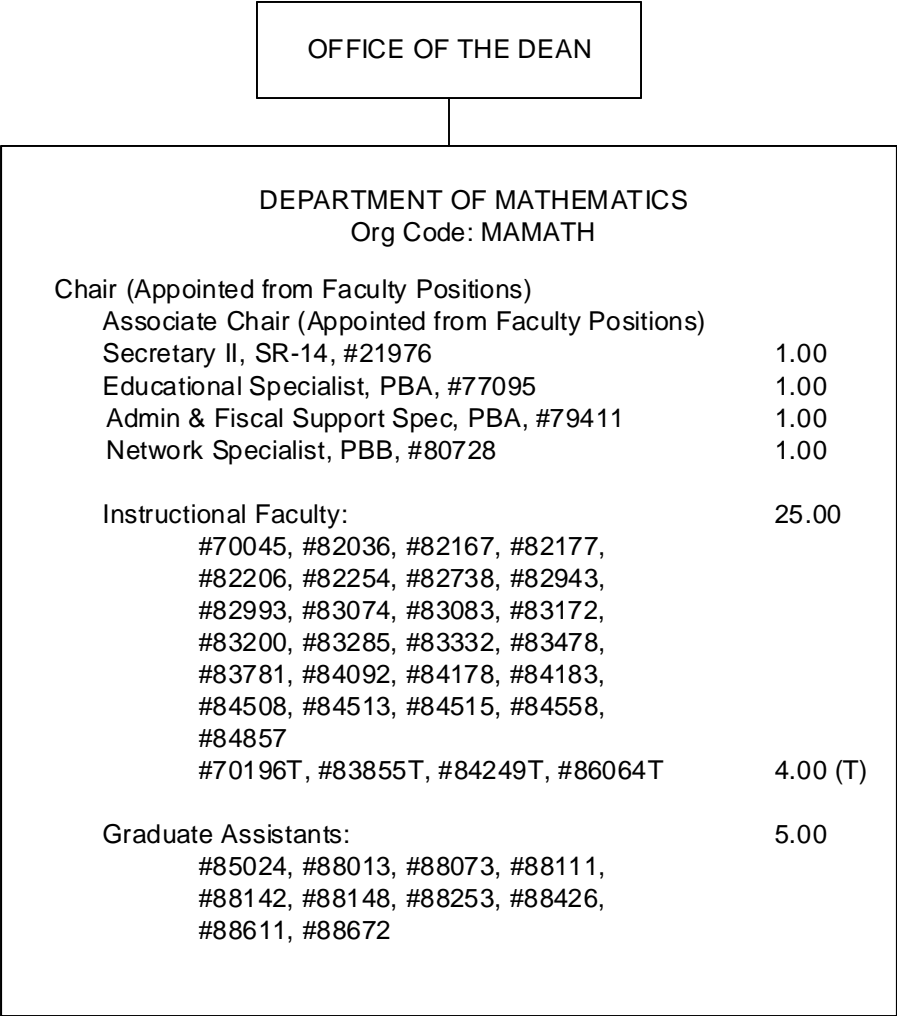 OFFICE OF THE DEAN
DEPARTMENT OF MATHEMATICS
Org Code: MAMATH
Chair (Appointed from Faculty Positions)
Associate Chair (Appointed from Faculty Positions)
Secretary II, SR-14, #21976 1.00
Educational Specialist, PBA, #77095 1.00
Admin & Fiscal Support Spec, PBA, #79411 1.00
Network Specialist, PBB, #80728 1.00
Instructional Faculty: 25.00
#70045, #82036, #82167, #82177,
#82206, #82254, #82738, #82943,
#82993, #83074, #83083, #83172,
#83200, #83285, #83332, #83478,
#83781, #84092, #84178, #84183,
#84508, #84513, #84515, #84558,
#84857
#70196T, #83855T, #84249T, #86064T 4.00 (T)
Graduate Assistants: 5.00
#85024, #88013, #88073, #88111,
#88142, #88148, #88253, #88426,
#88611, #88672